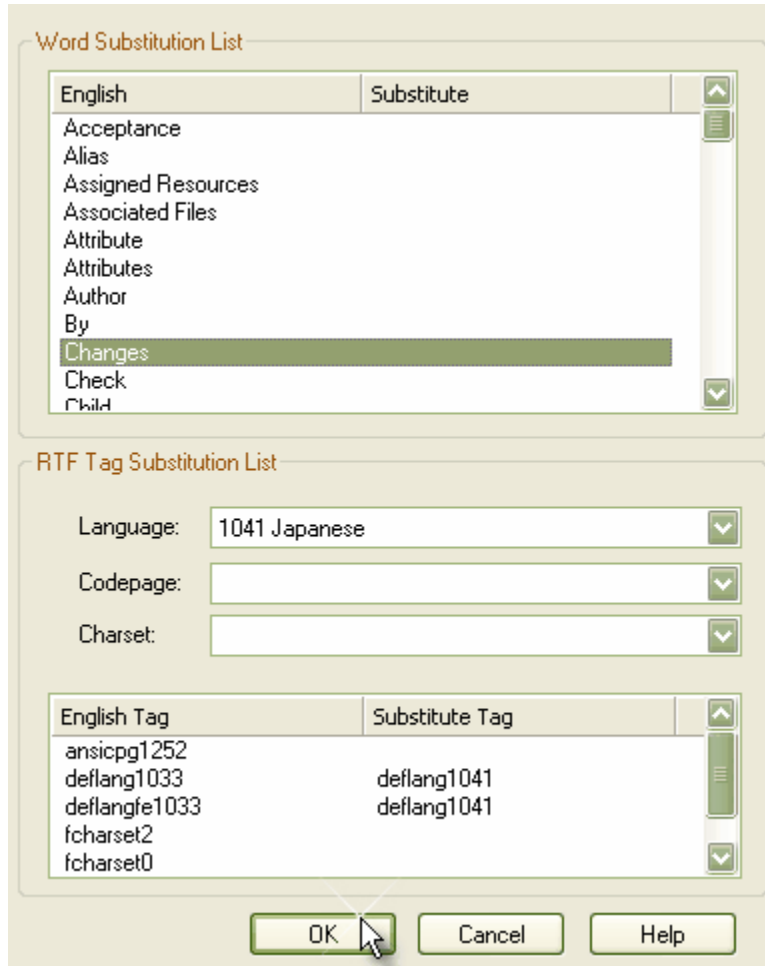 Word Substitution List
English Substitute
Acceptance
Alias
Assigned Resources
Associated Files
Attribute
Attributes
Author
By
Changes
Check
Child
RTF Tag Substitution List
Language: 1041 Japanese
Codepage:
Charset:
English Tag Substitute Tag
ansicpg1252
deflang1033 deflang1041
deflangfe1033 deflang1041
fcharset2
fcharset0
OK Cancel Help